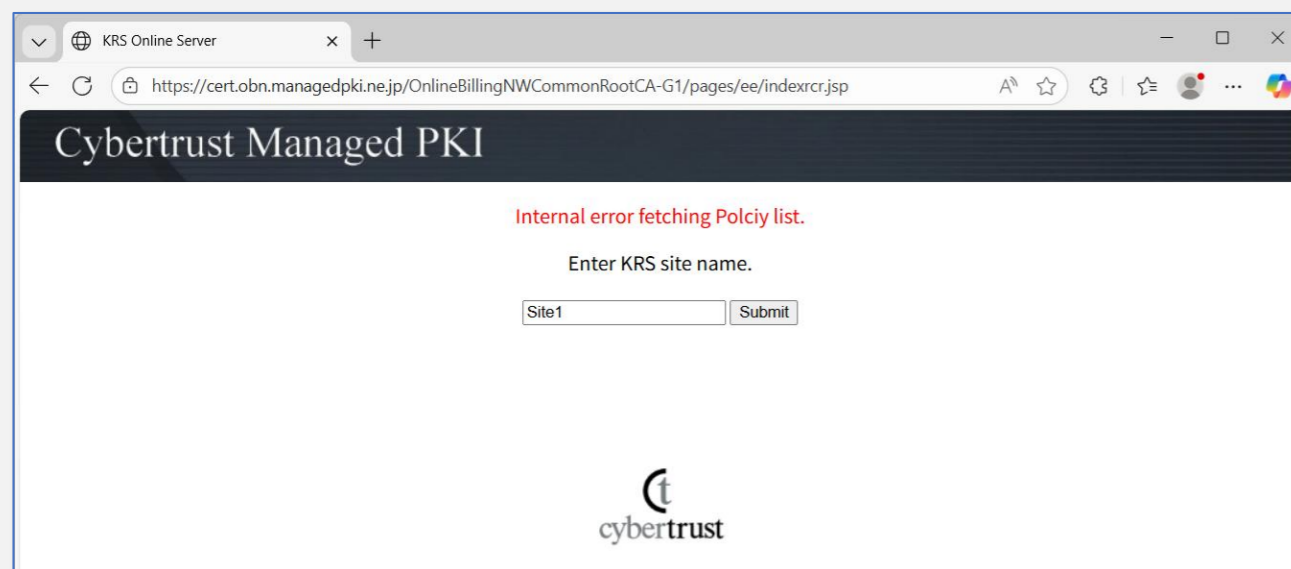 KRS Online Server
https://cert.obn.managedpki.ne.jp/OnlineBillingNWCommonRootCA-G1/pages/ee/indexrcr.jsp
Cybertrust Managed PKI
Internal error fetching Polciy list.
Enter KRS site name.
Site1 Submit
cybertrust